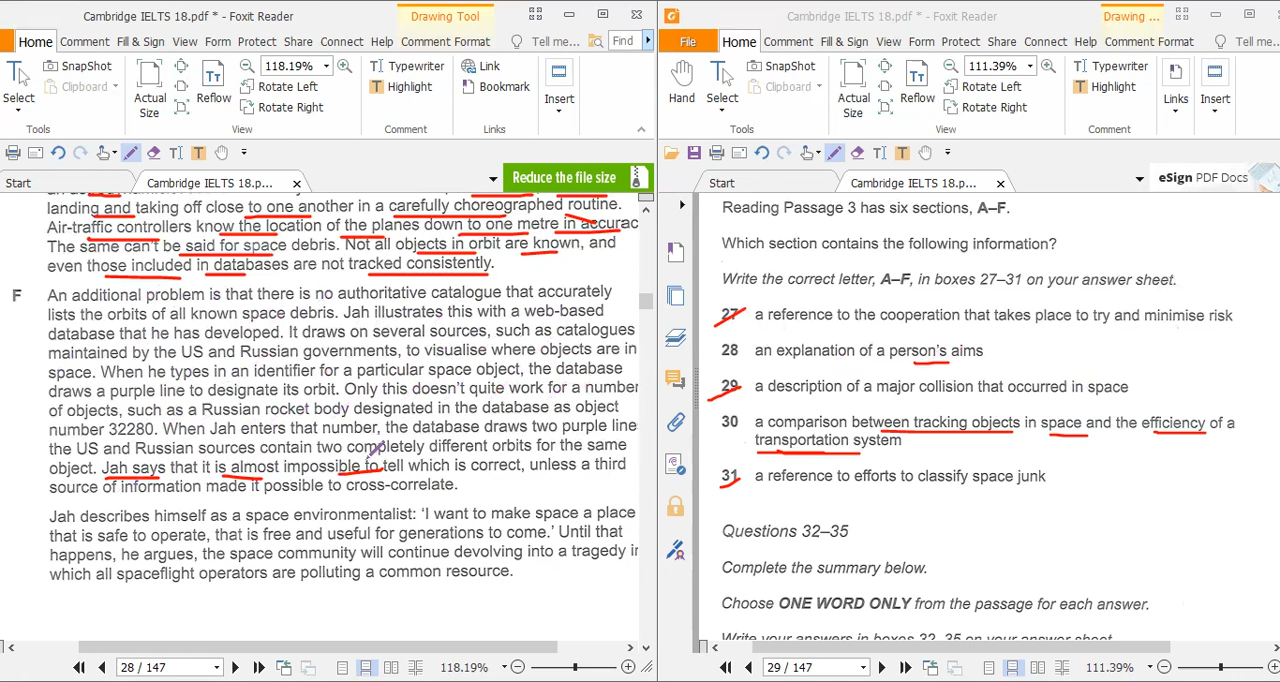 Cambridge IELTS 18.pdf * - Foxit Reader
Drawing Tool
Home Comment Fill & Sign View Form Protect Share Connect Help Comment Format Tell me... Find
Select
SnapShot
Clipboard
Actual Size
Reflow
118.19%
Rotate Left
Rotate Right
Typewriter
Highlight
Link
Bookmark
Insert
Tools View Comment Links
Reduce the file size
Start
Cambridge IELTS 18.p...
landing and taking off close to one another in a carefully choreographed routine.
Air-traffic controllers know the location of the planes down to one metre in accurac
The same can't be said for space debris. Not all objects in orbit are known, and
even those included in databases are not tracked consistently.
F An additional problem is that there is no authoritative catalogue that accurately
lists the orbits of all known space debris. Jah illustrates this with a web-based
database that he has developed. It draws on several sources, such as catalogues
maintained by the US and Russian governments, to visualise where objects are in
space. When he types in an identifier for a particular space object, the database
draws a purple line to designate its orbit. Only this doesn't quite work for a number
of objects, such as a Russian rocket body designated in the database as object
number 32280. When Jah enters that number, the database draws two purple line
the US and Russian sources contain two completely different orbits for the same
object. Jah says that it is almost impossible to tell which is correct, unless a third
source of information made it possible to cross-correlate.
Jah describes himself as a space environmentalist: 'I want to make space a place
that is safe to operate, that is free and useful for generations to come.' Until that
happens, he argues, the space community will continue devolving into a tragedy in
which all spaceflight operators are polluting a common resource.
28 / 147
118.19%
Cambridge IELTS 18.pdf * - Foxit Reader
Drawing ...
File Home Comment Fill & Sign View Form Protect Share Connect Help Comment Format Tell me...
Hand
Select
SnapShot
Clipboard
Actual Size
Reflow
111.39%
Rotate Left
Rotate Right
Typewriter
Highlight
Links
Insert
Tools View Comment
eSign PDF Docs
Start
Cambridge IELTS 18.p...
Reading Passage 3 has six sections, A–F.
Which section contains the following information?
Write the correct letter, A–F, in boxes 27–31 on your answer sheet.
27 a reference to the cooperation that takes place to try and minimise risk
28 an explanation of a person's aims
29 a description of a major collision that occurred in space
30 a comparison between tracking objects in space and the efficiency of a
transportation system
31 a reference to efforts to classify space junk
Questions 32–35
Complete the summary below.
Choose ONE WORD ONLY from the passage for each answer.
Write your answers in boxes 32–35 on your answer sheet.
29 / 147
111.39%